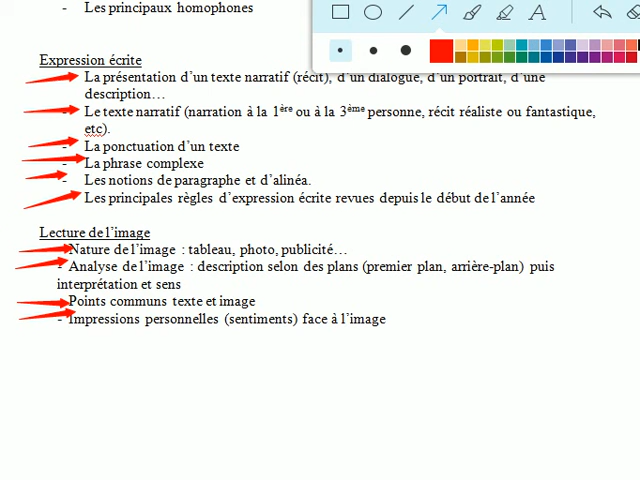 - Les principaux homophones
Expression écrite
- La présentation d'un texte narratif (récit), d'un dialogue, d'un portrait, d'une
description…
- Le texte narratif (narration à la 1ère ou à la 3ème personne, récit réaliste ou fantastique,
etc).
- La ponctuation d'un texte
- La phrase complexe
- Les notions de paragraphe et d'alinéa.
- Les principales règles d'expression écrite revues depuis le début de l'année
Lecture de l'image
- Nature de l'image : tableau, photo, publicité…
- Analyse de l'image : description selon des plans (premier plan, arrière-plan) puis
interprétation et sens
- Points communs texte et image
- Impressions personnelles (sentiments) face à l'image